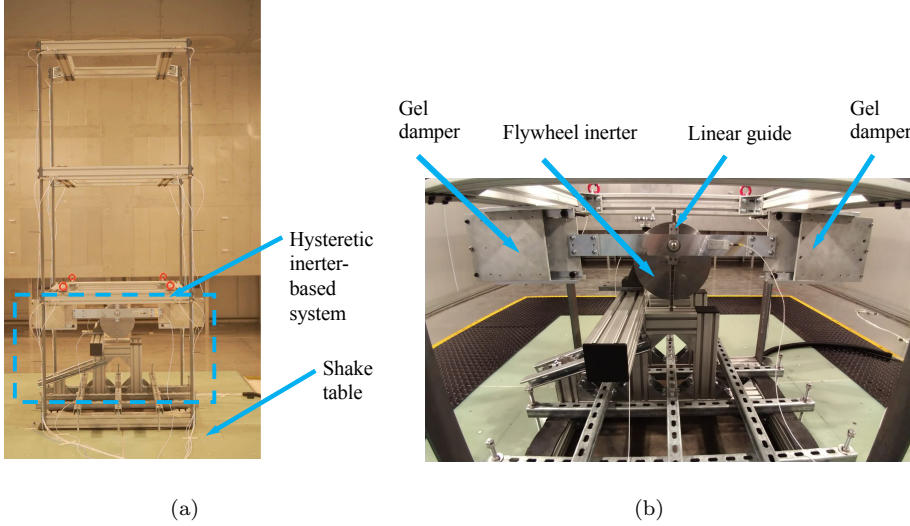 Hysteretic
inerter-
based
system
Shake
table
(a)
Gel
damper
Flywheel inerter
Linear guide
Gel
damper
(b)